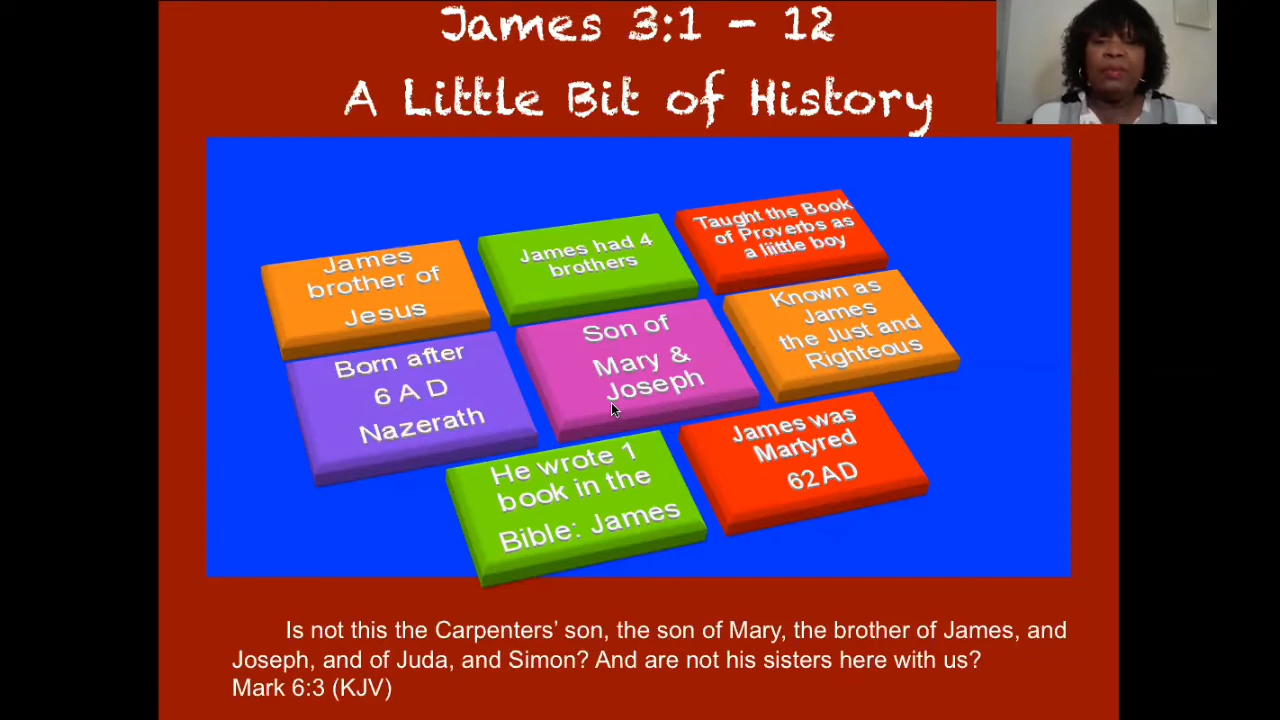 James 3:1 - 12
A Little Bit of History
James
brother of
Jesus
James had 4
brothers
Taught the Book
of Proverbs as
a liittle boy
Born after
6 A D
Nazerath
Son of
Mary &
Joseph
Known as
James
the Just and
Righteous
He wrote 1
book in the
Bible: James
James was
Martyred
62AD
Is not this the Carpenters’ son, the son of Mary, the brother of James, and
Joseph, and of Juda, and Simon? And are not his sisters here with us?
Mark 6:3 (KJV)